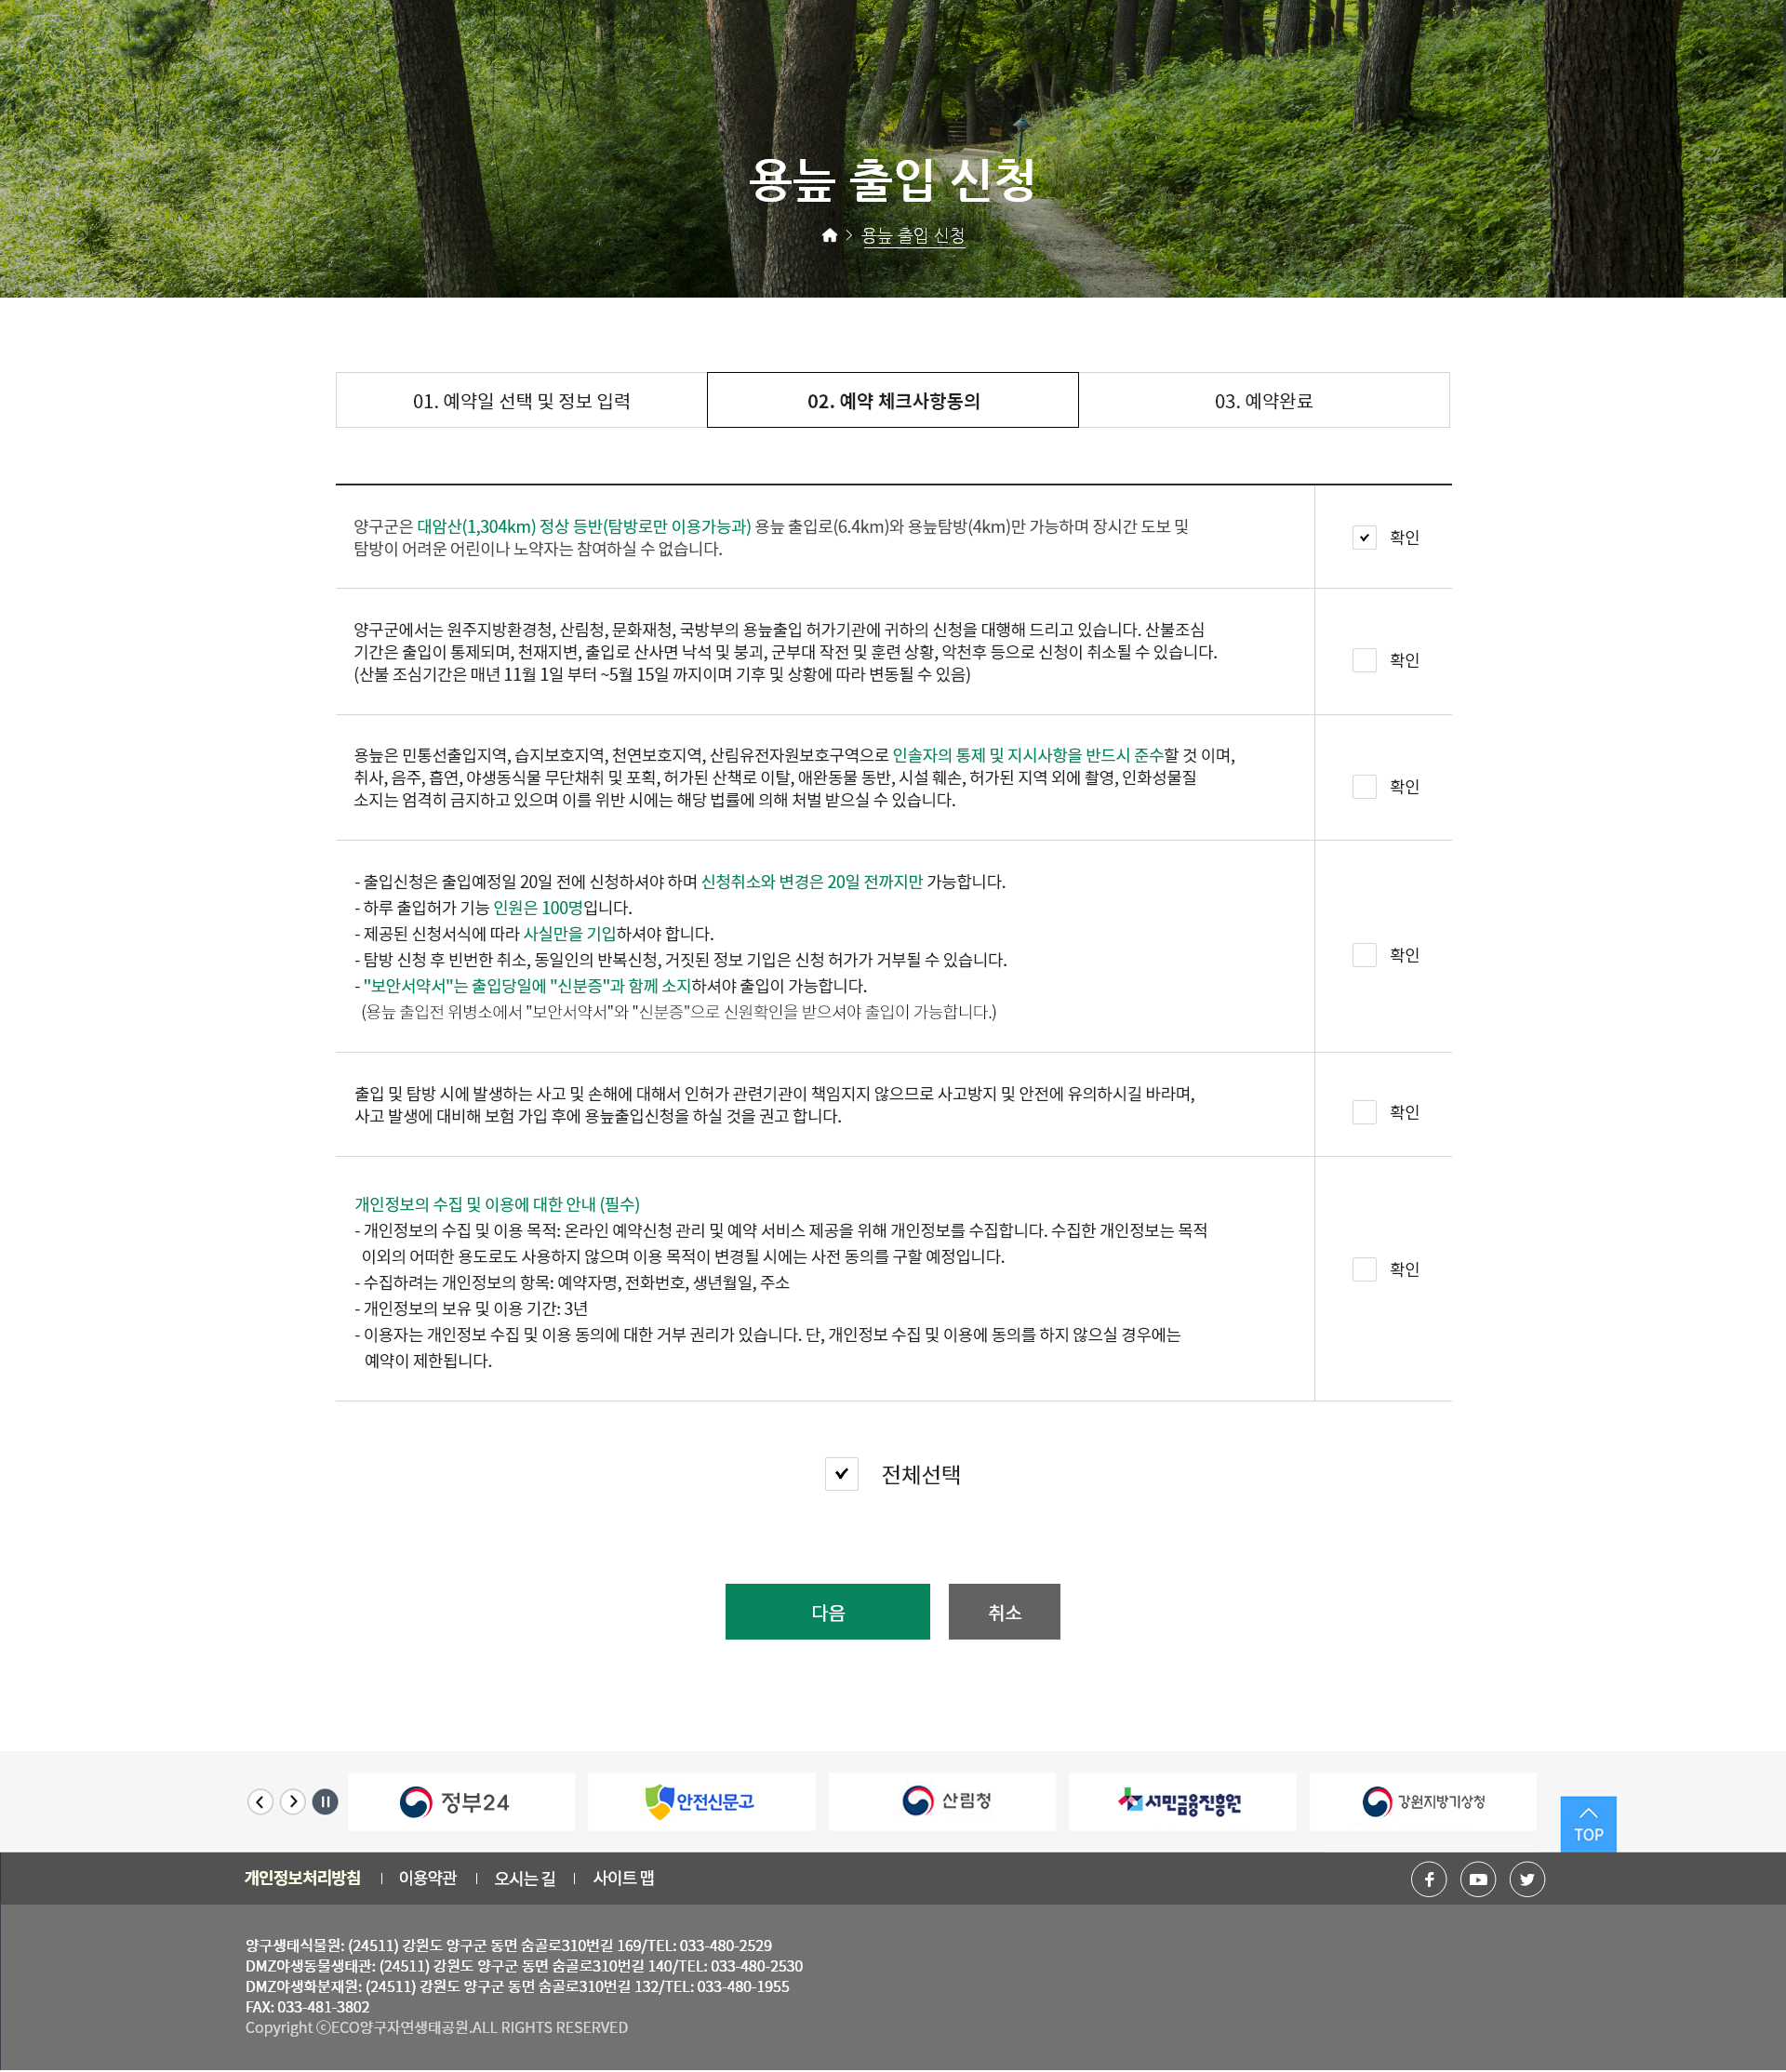 용늪 출입 신청
용늪 출입 신청
01. 예약일 선택 및 정보 입력
02. 예약 체크사항동의
03. 예약완료
양구군은 대암산(1,304km) 정상 등반(탐방로만 이용가능과) 용늪 출입로(6.4km)와 용늪탐방(4km)만 가능하며 장시간 도보 및
탐방이 어려운 어린이나 노약자는 참여하실 수 없습니다.
확인
양구군에서는 원주지방환경청, 산림청, 문화재청, 국방부의 용늪출입 허가기관에 귀하의 신청을 대행해 드리고 있습니다. 산불조심
기간은 출입이 통제되며, 천재지변, 출입로 산사면 낙석 및 붕괴, 군부대 작전 및 훈련 상황, 악천후 등으로 신청이 취소될 수 있습니다.
(산불 조심기간은 매년 11월 1일 부터 ~5월 15일 까지이며 기후 및 상황에 따라 변동될 수 있음)
확인
용늪은 민통선출입지역, 습지보호지역, 천연보호지역, 산림유전자원보호구역으로 인솔자의 통제 및 지시사항을 반드시 준수할 것 이며,
취사, 음주, 흡연, 야생동식물 무단채취 및 포획, 허가된 산책로 이탈, 애완동물 동반, 시설 훼손, 허가된 지역 외에 촬영, 인화성물질
소지는 엄격히 금지하고 있으며 이를 위반 시에는 해당 법률에 의해 처벌 받으실 수 있습니다.
확인
- 출입신청은 출입예정일 20일 전에 신청하셔야 하며 신청취소와 변경은 20일 전까지만 가능합니다.
- 하루 출입허가 기능 인원은 100명입니다.
- 제공된 신청서식에 따라 사실만을 기입하셔야 합니다.
- 탐방 신청 후 빈번한 취소, 동일인의 반복신청, 거짓된 정보 기입은 신청 허가가 거부될 수 있습니다.
- "보안서약서"는 출입당일에 "신분증"과 함께 소지하셔야 출입이 가능합니다.
(용늪 출입전 위병소에서 "보안서약서"와 "신분증"으로 신원확인을 받으셔야 출입이 가능합니다.)
확인
출입 및 탐방 시에 발생하는 사고 및 손해에 대해서 인허가 관련기관이 책임지지 않으므로 사고방지 및 안전에 유의하시길 바라며,
사고 발생에 대비해 보험 가입 후에 용늪출입신청을 하실 것을 권고 합니다.
확인
개인정보의 수집 및 이용에 대한 안내 (필수)
- 개인정보의 수집 및 이용 목적: 온라인 예약신청 관리 및 예약 서비스 제공을 위해 개인정보를 수집합니다. 수집한 개인정보는 목적
이외의 어떠한 용도로도 사용하지 않으며 이용 목적이 변경될 시에는 사전 동의를 구할 예정입니다.
- 수집하려는 개인정보의 항목: 예약자명, 전화번호, 생년월일, 주소
- 개인정보의 보유 및 이용 기간: 3년
- 이용자는 개인정보 수집 및 이용 동의에 대한 거부 권리가 있습니다. 단, 개인정보 수집 및 이용에 동의를 하지 않으실 경우에는
예약이 제한됩니다.
확인
전체선택
다음
취소
정부24
안전신문고
산림청
서민금융진흥원
강원지방기상청
TOP
개인정보처리방침
이용약관
오시는 길
사이트 맵
양구생태식물원: (24511) 강원도 양구군 동면 숨골로310번길 169/TEL: 033-480-2529
DMZ야생동물생태관: (24511) 강원도 양구군 동면 숨골로310번길 140/TEL: 033-480-2530
DMZ야생화분재원: (24511) 강원도 양구군 동면 숨골로310번길 132/TEL: 033-480-1955
FAX: 033-481-3802
Copyright ⓒECO양구자연생태공원.ALL RIGHTS RESERVED